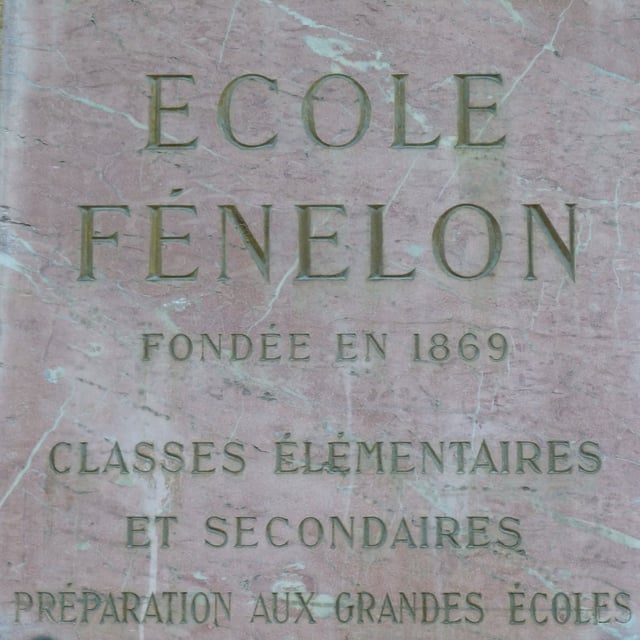 ECOLE
FÉNELON
FONDÉE EN 1869
CLASSES ÉLÉMENTAIRES
ET SECONDAIRES
PRÉPARATION AUX GRANDES ÉCOLES